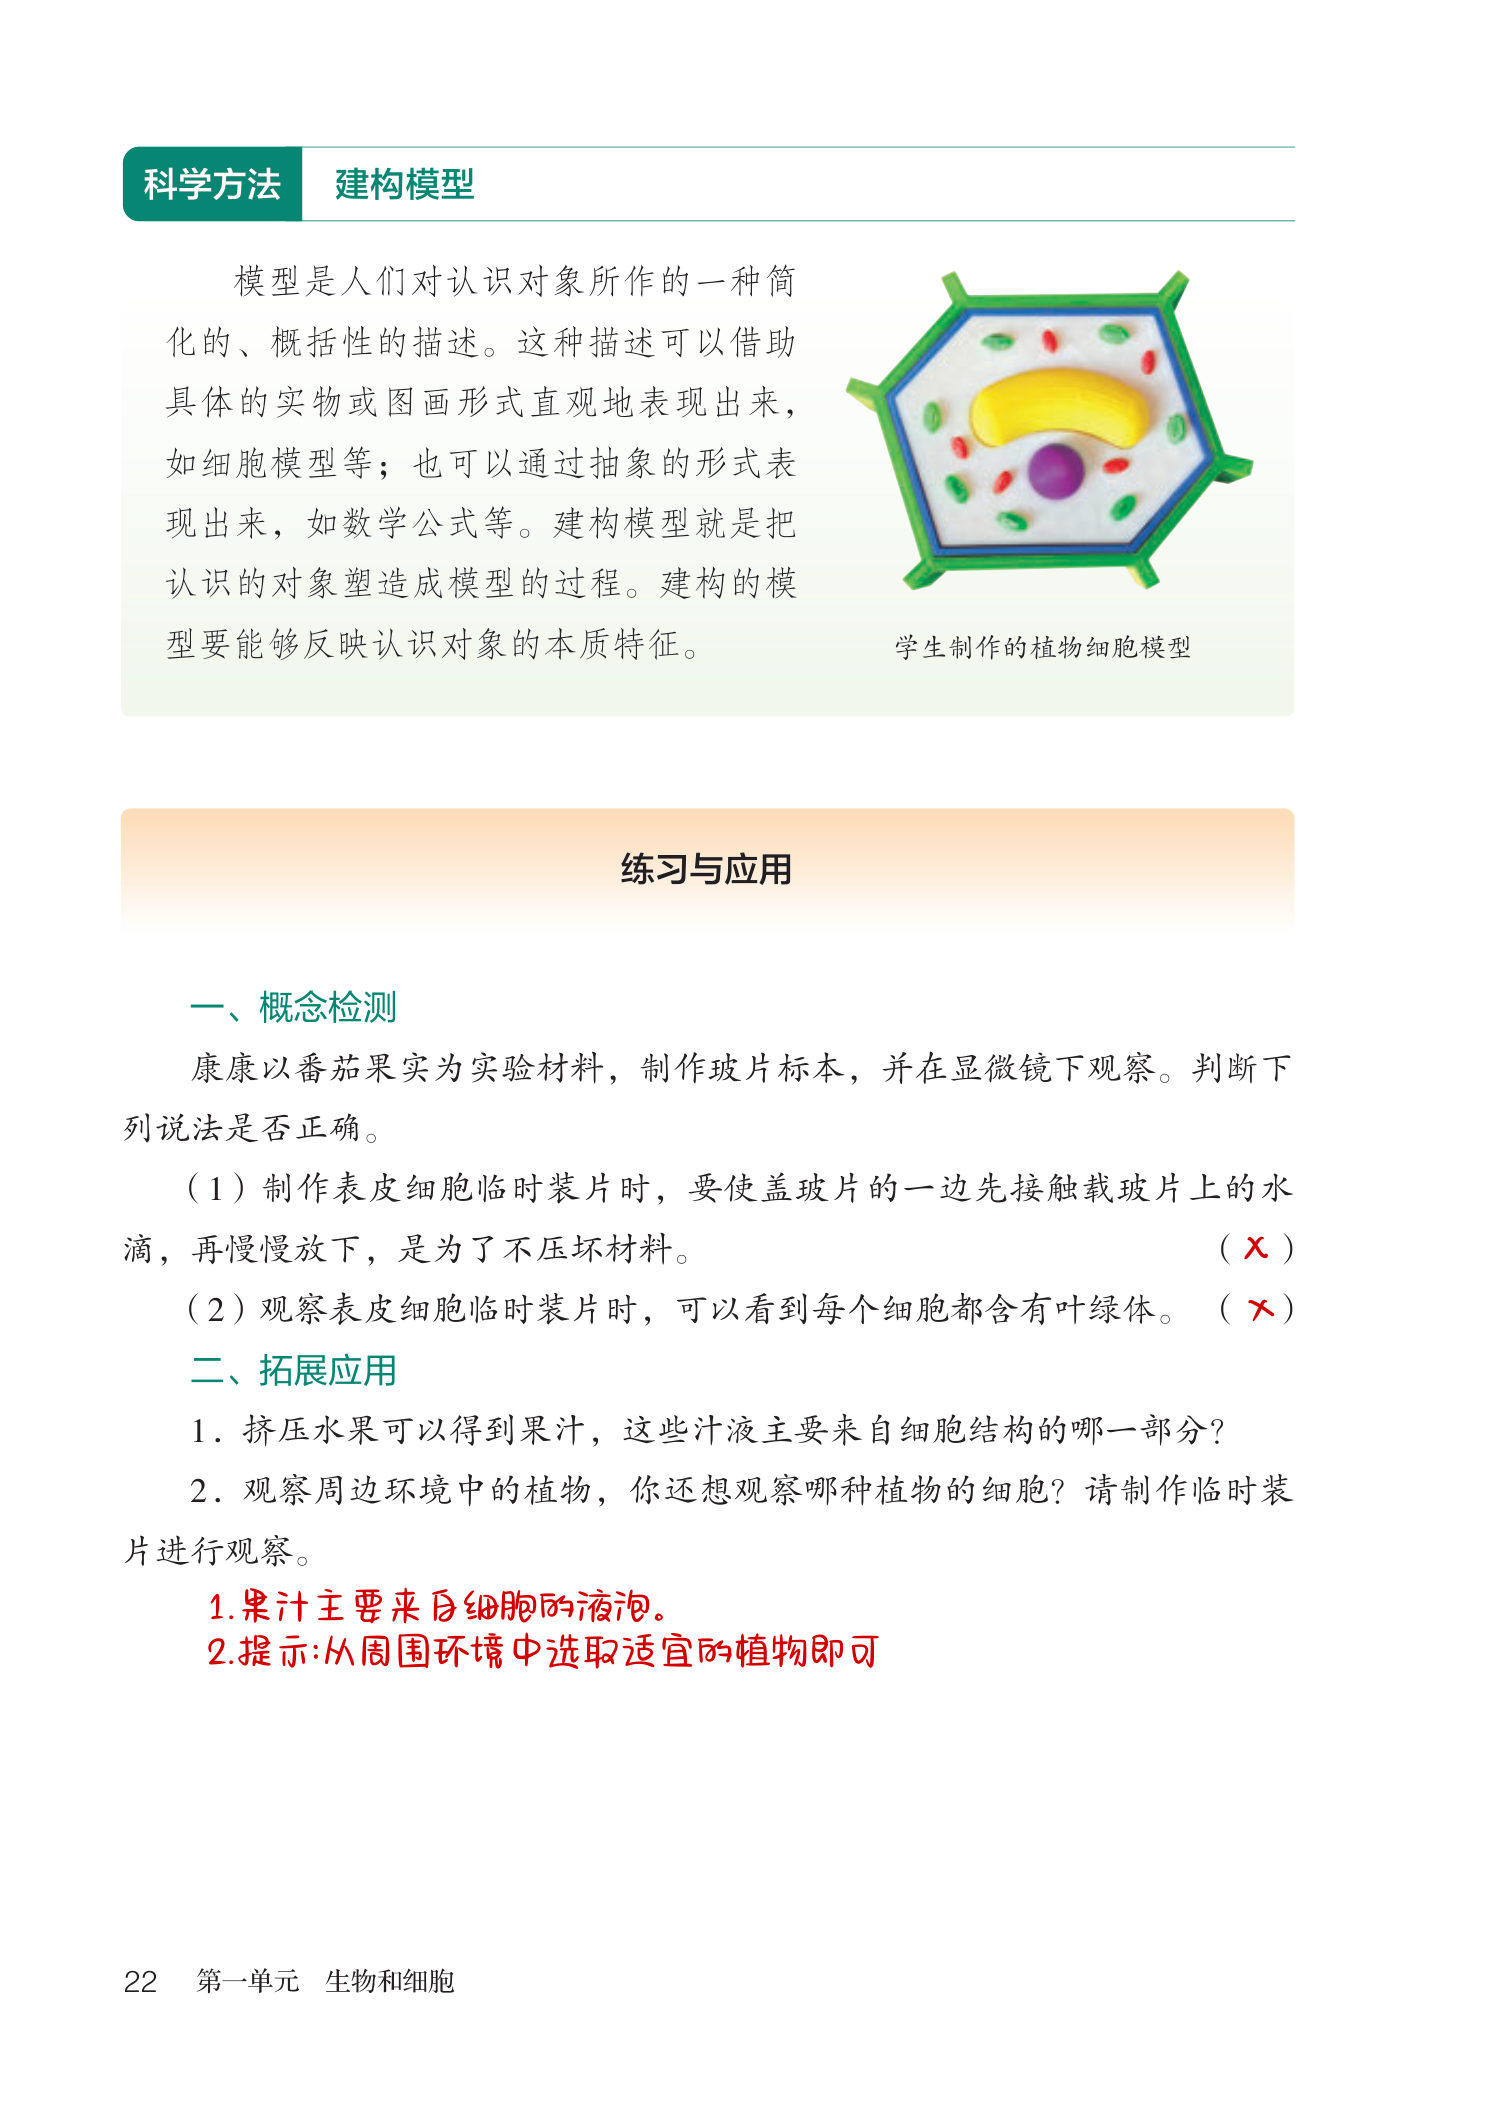 科学方法 建构模型
模型是人们对认识对象所作的一种简
化的、概括性的描述。这种描述可以借助
具体的实物或图画形式直观地表现出来，
如细胞模型等；也可以通过抽象的形式表
现出来，如数学公式等。建构模型就是把
认识的对象塑造成模型的过程。建构的模
型要能够反映认识对象的本质特征。
学生制作的植物细胞模型
练习与应用
一、概念检测
康康以番茄果实为实验材料，制作玻片标本，并在显微镜下观察。判断下
列说法是否正确。
（1）制作表皮细胞临时装片时，要使盖玻片的一边先接触载玻片上的水
滴，再慢慢放下，是为了不压坏材料。（ X ）
（2）观察表皮细胞临时装片时，可以看到每个细胞都含有叶绿体。（ X ）
二、拓展应用
1. 挤压水果可以得到果汁，这些汁液主要来自细胞结构的哪一部分？
2. 观察周边环境中的植物，你还想观察哪种植物的细胞？请制作临时装
片进行观察。
1.果汁主要来自细胞的液泡。
2.提示:从周围环境中选取适宜的植物即可
22 第一单元 生物和细胞